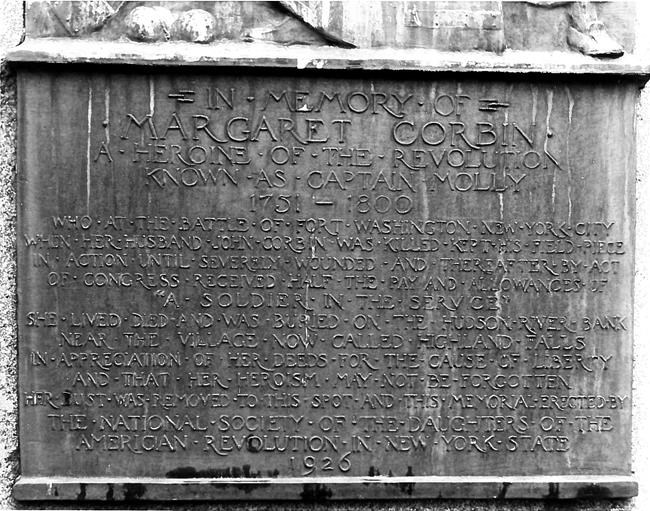 IN · MEMORY · OF
MARGARET CORBIN
A · HEROINE · OF · THE · REVOLUTION
KNOWN · AS · CAPTAIN · MOLLY
1751 — 1800
WHO · AT · THE · BATTLE · OF · FORT · WASHINGTON · NEW · YORK · CITY
WHEN · HER · HUSBAND · JOHN · CORBIN · WAS · KILLED · KEPT · HIS · FIELD · PIECE
IN · ACTION · UNTIL · SEVERELY · WOUNDED · AND · THEREAFTER · BY · ACT
OF · CONGRESS · RECEIVED · HALF · THE · PAY · AND · ALLOWANCES · OF
"A · SOLDIER · IN · THE · SERVICE"
SHE · LIVED · DIED · AND · WAS · BURIED · ON · THE · HUDSON · RIVER · BANK
NEAR · THE · VILLAGE · NOW · CALLED · HIGHLAND · FALLS
IN · APPRECIATION · OF · HER · DEEDS · FOR · THE · CAUSE · OF · LIBERTY
AND · THAT · HER · HEROISM · MAY · NOT · BE · FORGOTTEN
HER · DUST · WAS · REMOVED · TO · THIS · SPOT · AND · THIS · MEMORIAL · ERECTED · BY
THE · NATIONAL · SOCIETY · OF · THE · DAUGHTERS · OF · THE
AMERICAN · REVOLUTION · IN · NEW · YORK · STATE
1926